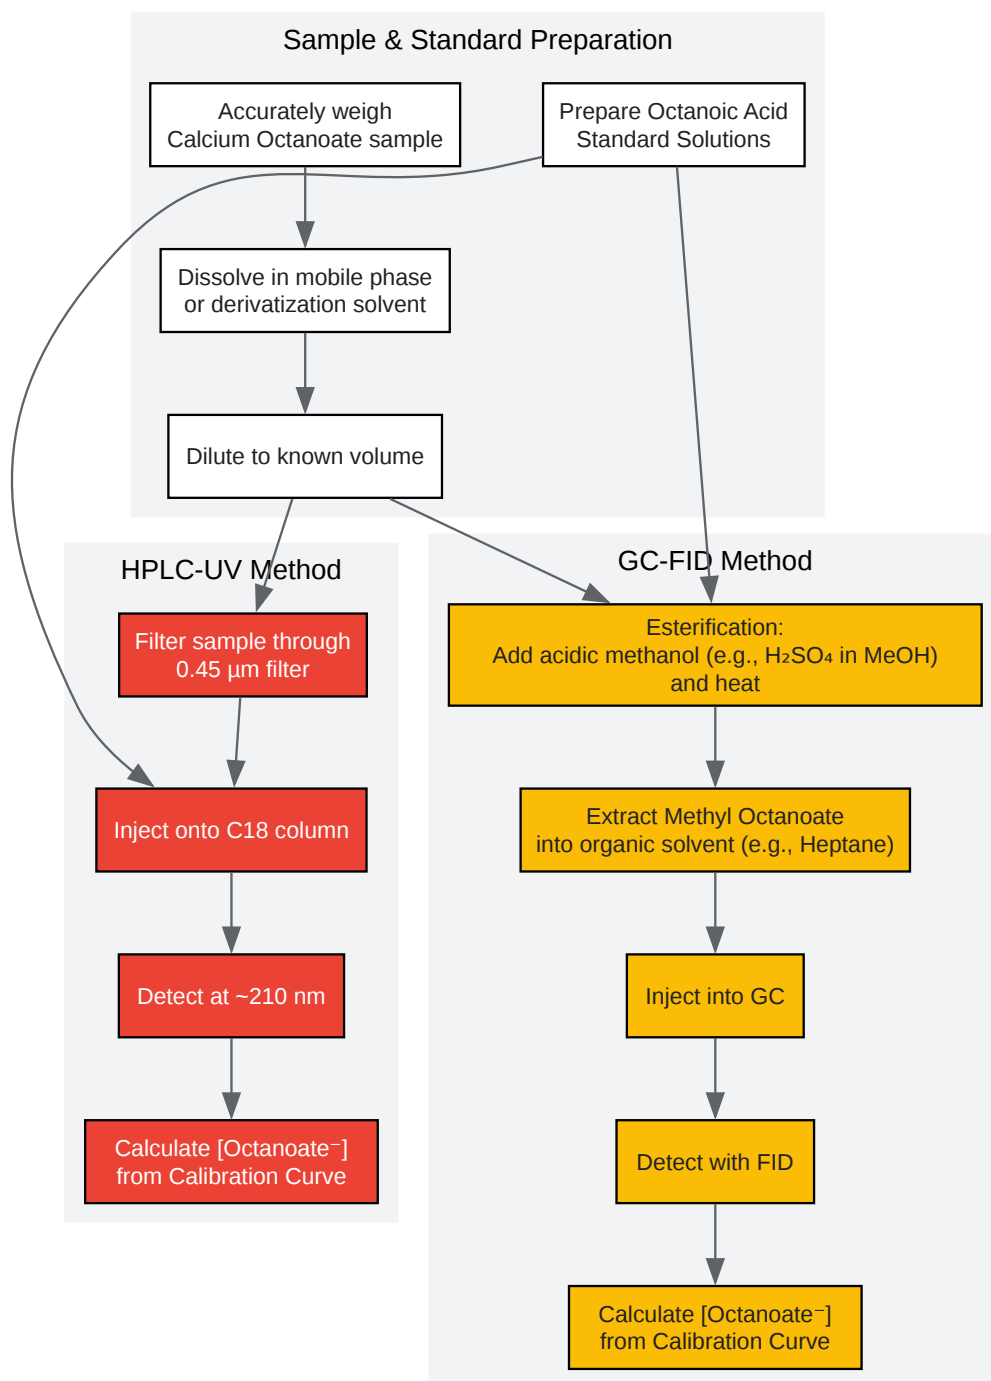 Sample & Standard Preparation
Accurately weigh
Calcium Octanoate sample
Prepare Octanoic Acid
Standard Solutions
Dissolve in mobile phase
or derivatization solvent
Dilute to known volume
HPLC-UV Method
Filter sample through
0.45 µm filter
Inject onto C18 column
Detect at ~210 nm
Calculate [Octanoate⁻]
from Calibration Curve
GC-FID Method
Esterification:
Add acidic methanol (e.g., H₂SO₄ in MeOH)
and heat
Extract Methyl Octanoate
into organic solvent (e.g., Heptane)
Inject into GC
Detect with FID
Calculate [Octanoate⁻]
from Calibration Curve